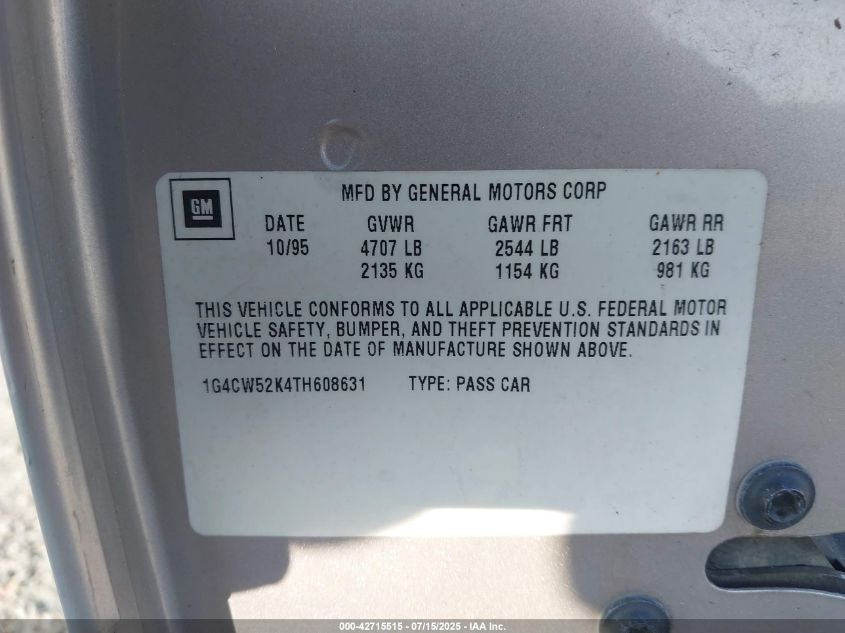 GM
MFD BY GENERAL MOTORS CORP
DATE GVWR GAWR FRT GAWR RR
10/95 4707 LB 2544 LB 2163 LB
2135 KG 1154 KG 981 KG
THIS VEHICLE CONFORMS TO ALL APPLICABLE U.S. FEDERAL MOTOR
VEHICLE SAFETY, BUMPER, AND THEFT PREVENTION STANDARDS IN
EFFECT ON THE DATE OF MANUFACTURE SHOWN ABOVE.
1G4CW52K4TH608631 TYPE: PASS CAR
000-42715515 - 07/15/2025 - IAA Inc.